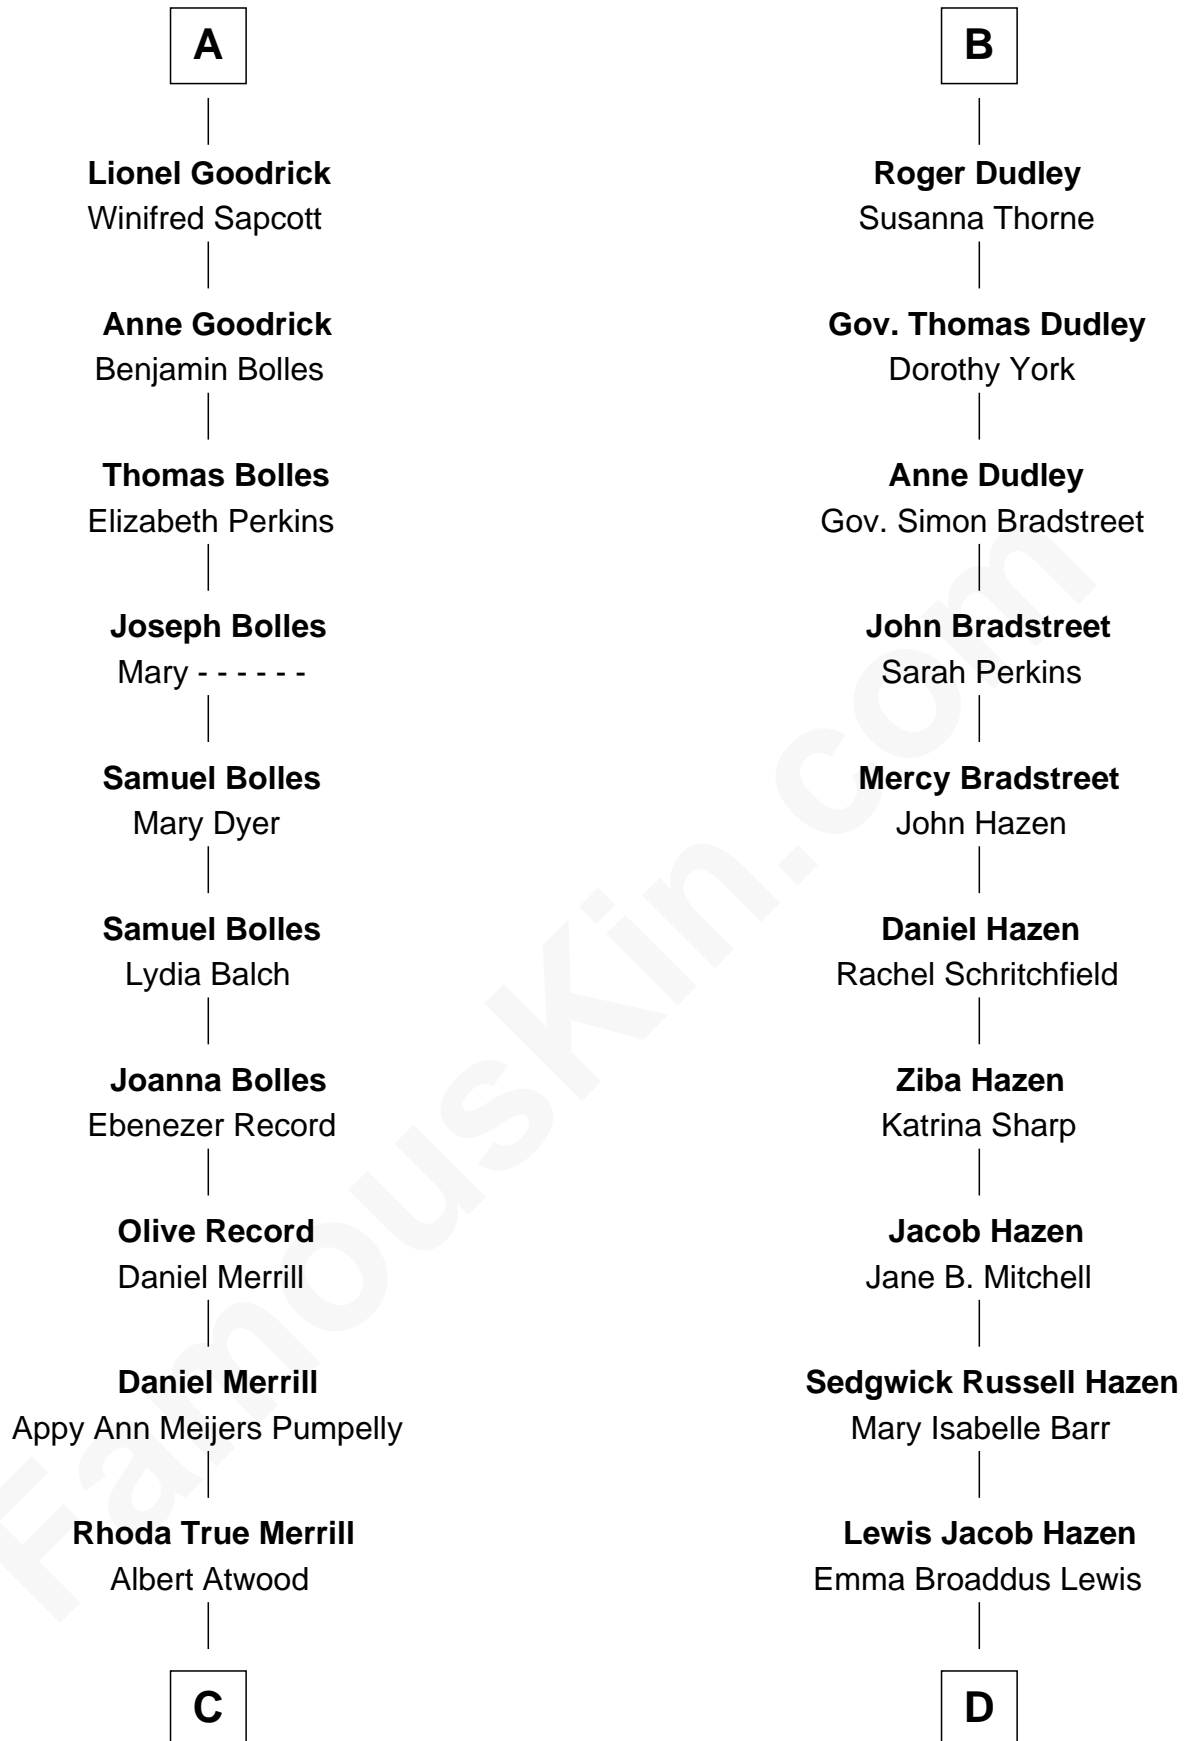 A
Lionel Goodrick
Winifred Sapcott
Anne Goodrick
Benjamin Bolles
Thomas Bolles
Elizabeth Perkins
Joseph Bolles
Mary - - - - - -
Samuel Bolles
Mary Dyer
Samuel Bolles
Lydia Balch
Joanna Bolles
Ebenezer Record
Olive Record
Daniel Merrill
Daniel Merrill
Appy Ann Meijers Pumpelly
Rhoda True Merrill
Albert Atwood
C
B
Roger Dudley
Susanna Thorne
Gov. Thomas Dudley
Dorothy York
Anne Dudley
Gov. Simon Bradstreet
John Bradstreet
Sarah Perkins
Mercy Bradstreet
John Hazen
Daniel Hazen
Rachel Schritchfield
Ziba Hazen
Katrina Sharp
Jacob Hazen
Jane B. Mitchell
Sedgwick Russell Hazen
Mary Isabelle Barr
Lewis Jacob Hazen
Emma Broaddus Lewis
D
FamousKin.com